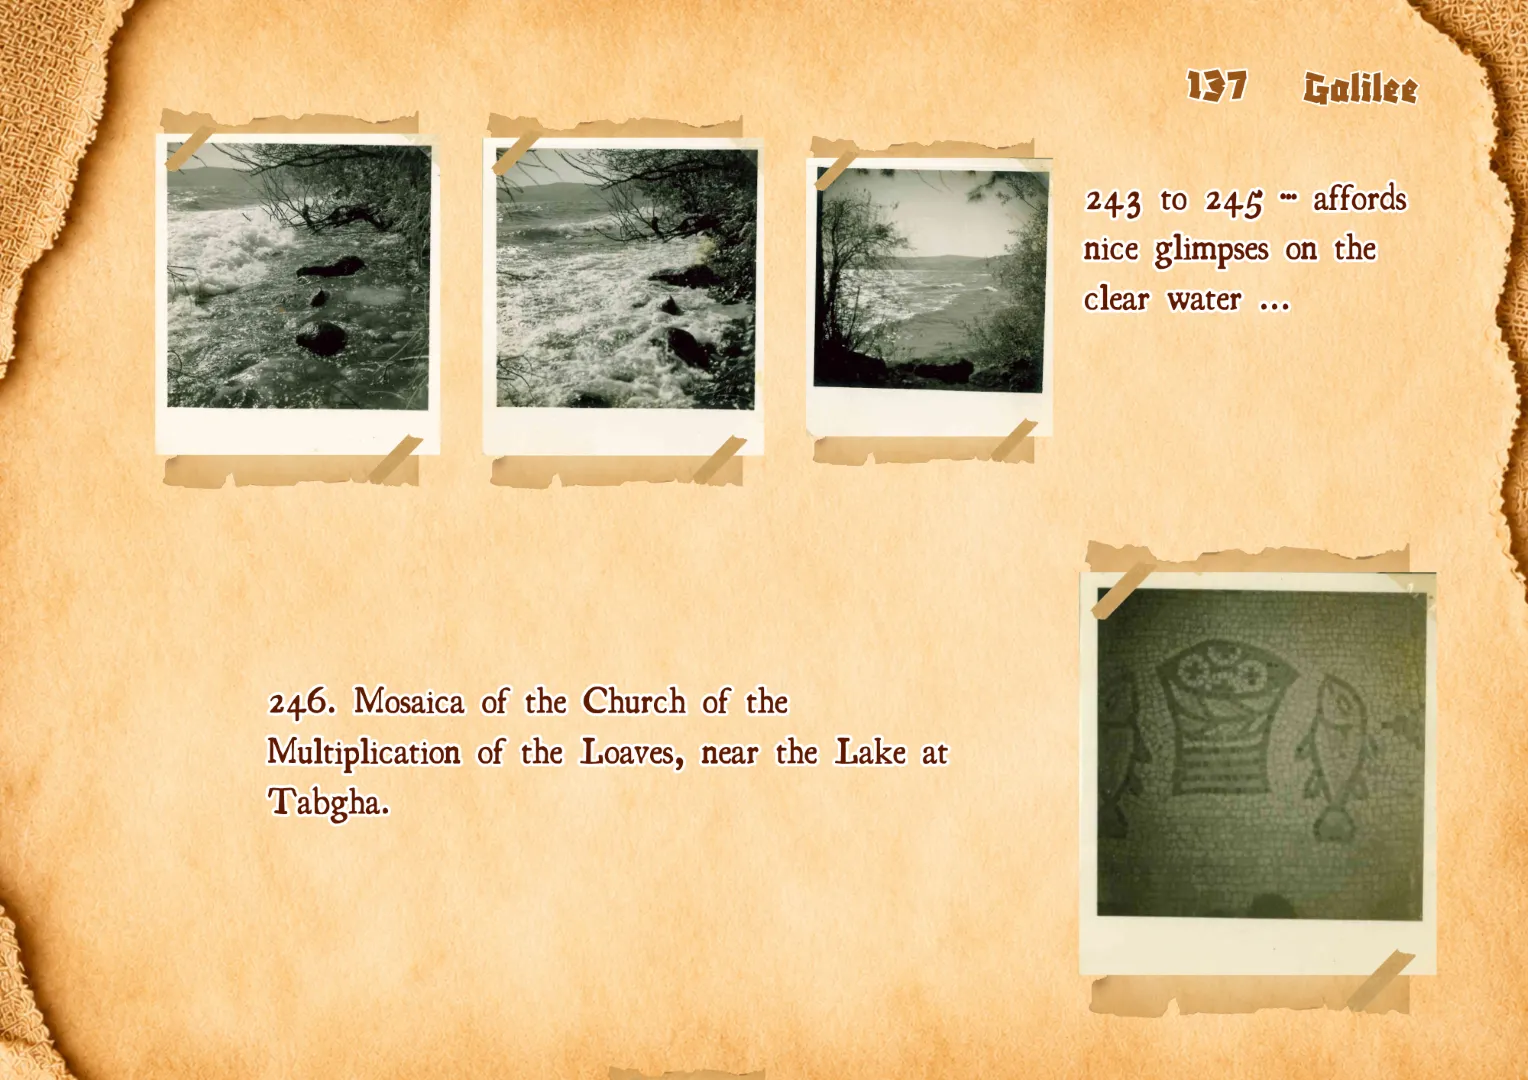 137 Galilee
243 to 245 ... affords
nice glimpses on the
clear water ...
246. Mosaica of the Church of the
Multiplication of the Loaves, near the Lake at
Tabgha.